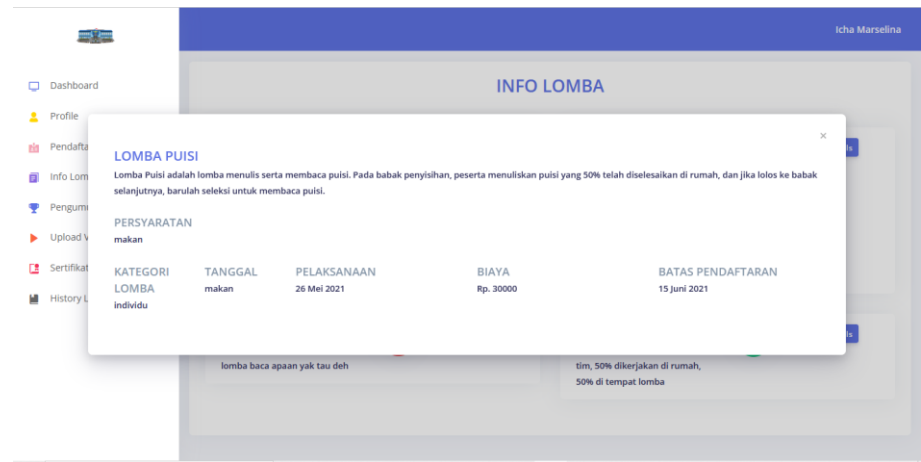 Icha Marselina
Dashboard
Profile
Info
INFO LOMBA
×
LOMBA PUISI
Lomba Puisi adalah lomba menulis serta membaca puisi. Pada babak penyisihan, peserta menuliskan puisi yang 50% telah diselesaikan di rumah, dan jika lolos ke babak
selanjutnya, barulah seleksi untuk membaca puisi.
PERSYARATAN
makan
KATEGORI
LOMBA
individu
TANGGAL
makan
PELAKSANAAN
26 Mei 2021
BIAYA
Rp. 30000
BATAS PENDAFTARAN
15 Juni 2021
Upload
History
lomba baca apaan yak tau deh
tim, 50% dikerjakan di rumah,
50% di tempat lomba